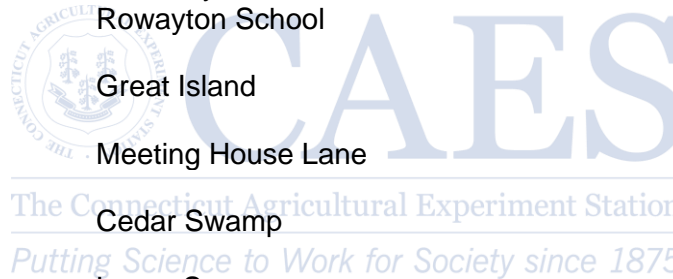 Rowayton School
Great Island
CAES
Meeting House Lane
The Connecticut Agricultural Experiment Station
Cedar Swamp
Putting Science to Work for Society since 1875